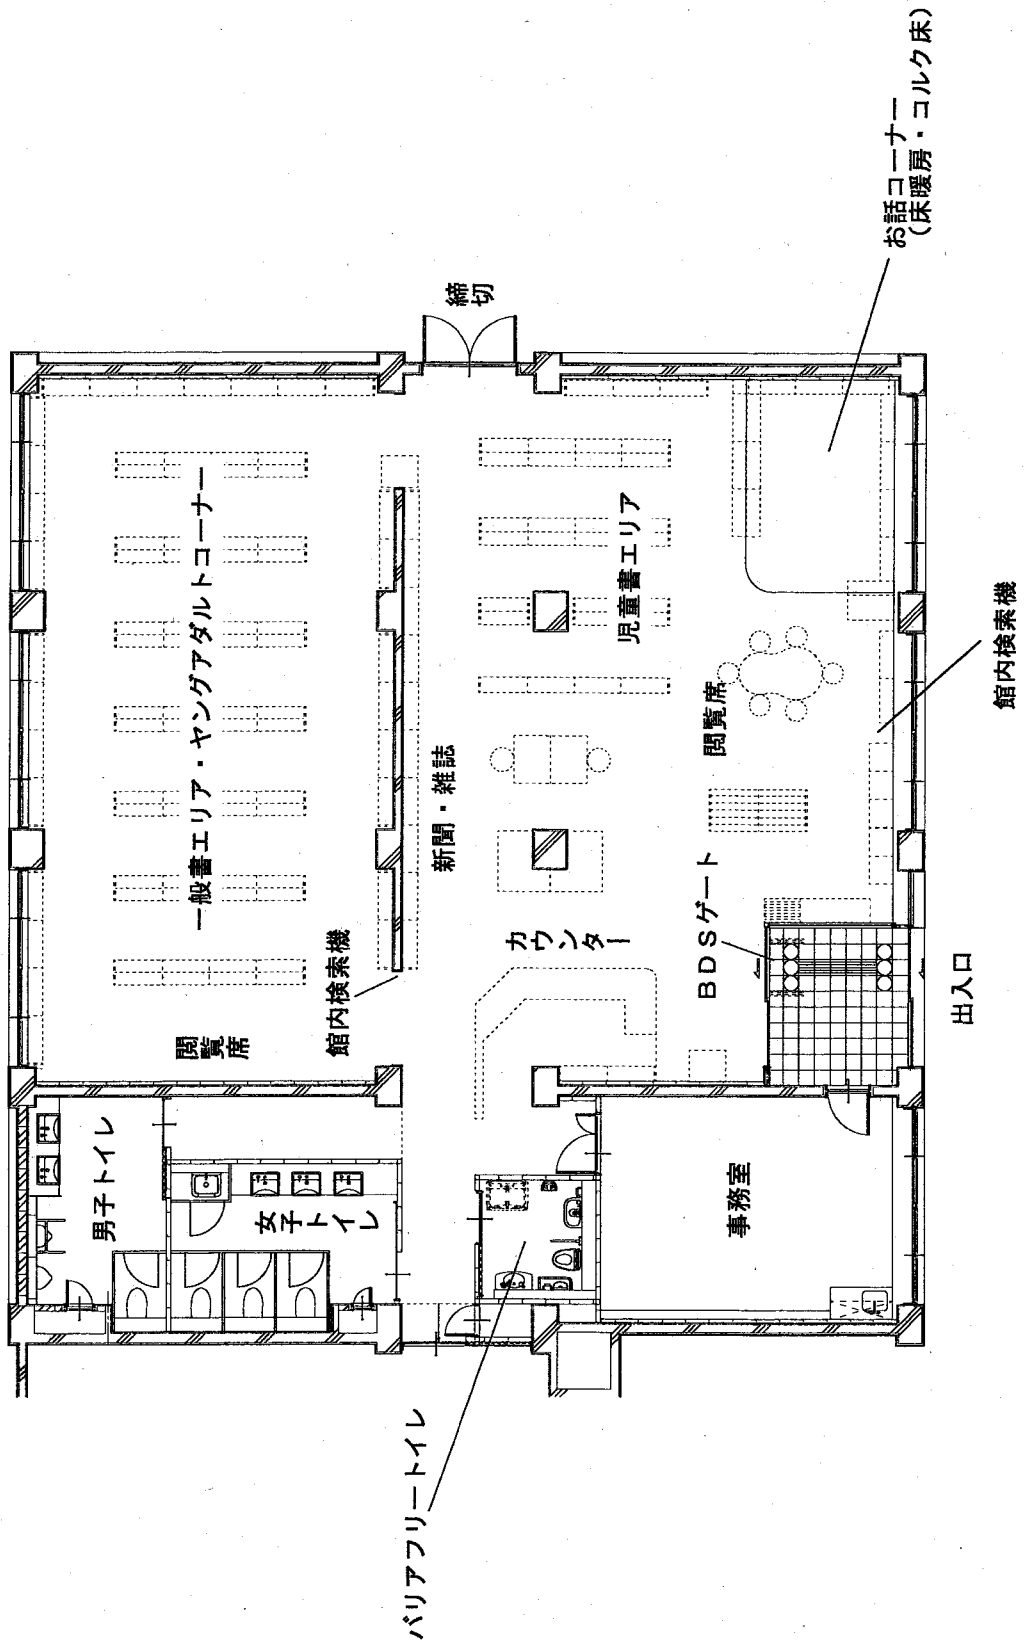 バリアフリートイレ
男子トイレ
女子トイレ
事務室
閲覧席
館内検索機
一般書エリア・ヤングアダルトコーナー
新聞・雑誌
カウンター
BDSゲート
出入口
閲覧席
児童書エリア
館内検索機
締切
お話コーナー
(床暖房・コルク床)